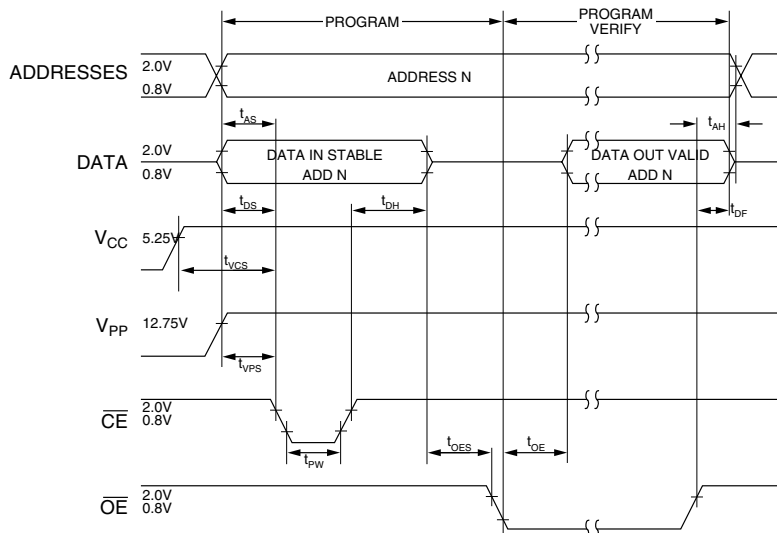 PROGRAM
PROGRAM
VERIFY
ADDRESSES
2.0V
0.8V
ADDRESS N
tAS
tAH
DATA
2.0V
0.8V
DATA IN STABLE
ADD N
DATA OUT VALID
ADD N
tDS
tDH
tDF
VCC
5.25V
tVCS
VPP
12.75V
tVPS
CE
2.0V
0.8V
tPW
tOES
tOE
OE
2.0V
0.8V